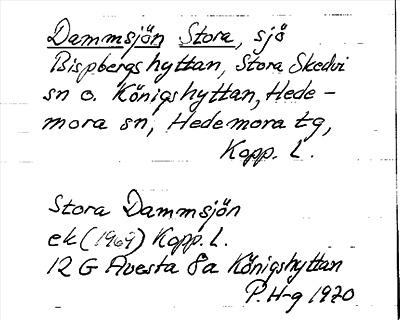 Dammsjön Stora, sjö
Bispbergshyttan, Stora Skedvi
sn o. Königshyttan, Hede-
mora sn, Hedemora tg,
Kopp. L.
Stora Dammsjön
ek (1969) Kopp. L.
12 G Avesta 8a Königshyttan
P. H-g 1970